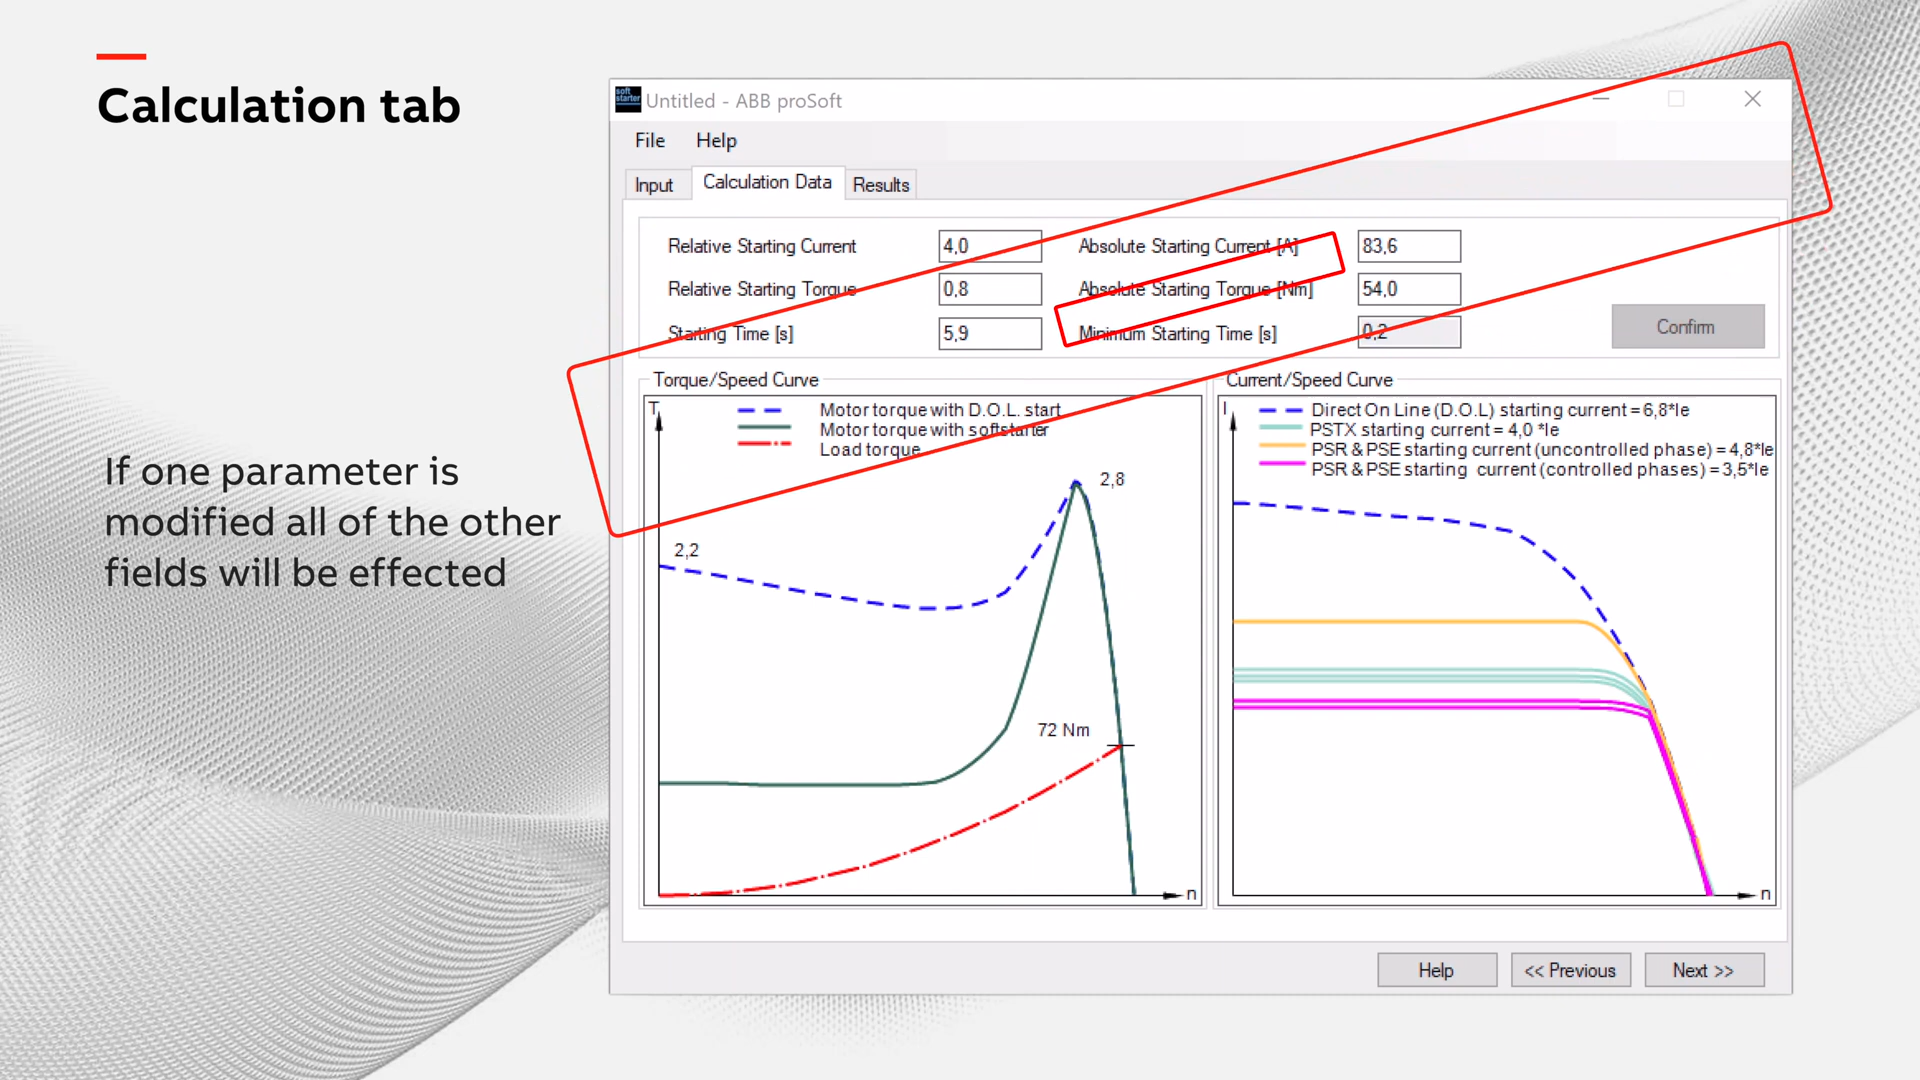 Calculation tab
If one parameter is
modified all of the other
fields will be effected
soft
starter
Untitled - ABB proSoft
File Help
Input Calculation Data Results
Relative Starting Current 4,0 Absolute Starting Current [A] 83,6
Relative Starting Torque 0,8 Absolute Starting Torque [Nm] 54,0
Starting Time [s] 5,9 Minimum Starting Time [s] 0,2
Confirm
Torque/Speed Curve
T
Motor torque with D.O.L. start
Motor torque with softstarter
Load torque
2,8
2,2
72 Nm
n
Current/Speed Curve
I
Direct On Line (D.O.L) starting current = 6,8*Ie
PSTX starting current = 4,0 *Ie
PSR & PSE starting current (uncontrolled phase) = 4,8*Ie
PSR & PSE starting current (controlled phases) = 3,5*Ie
n
Help << Previous Next >>